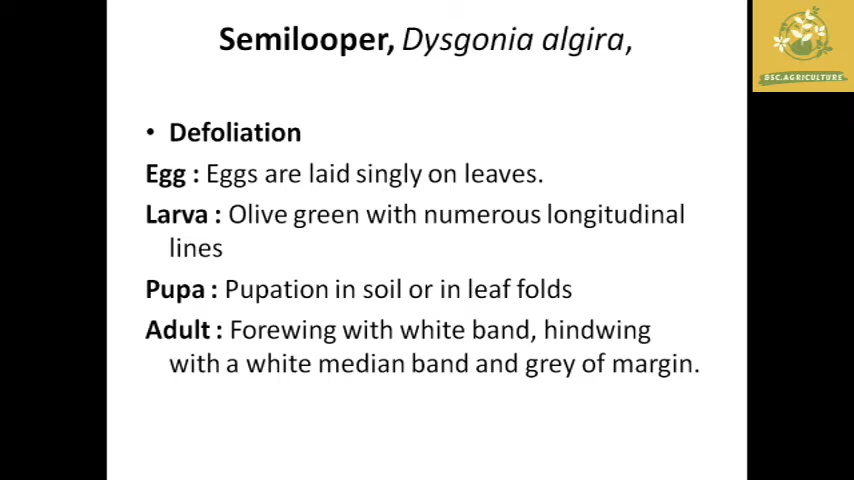 Semilooper, Dysgonia algira,
BSC.AGRICULTURE
• Defoliation
Egg : Eggs are laid singly on leaves.
Larva : Olive green with numerous longitudinal
lines
Pupa : Pupation in soil or in leaf folds
Adult : Forewing with white band, hindwing
with a white median band and grey of margin.